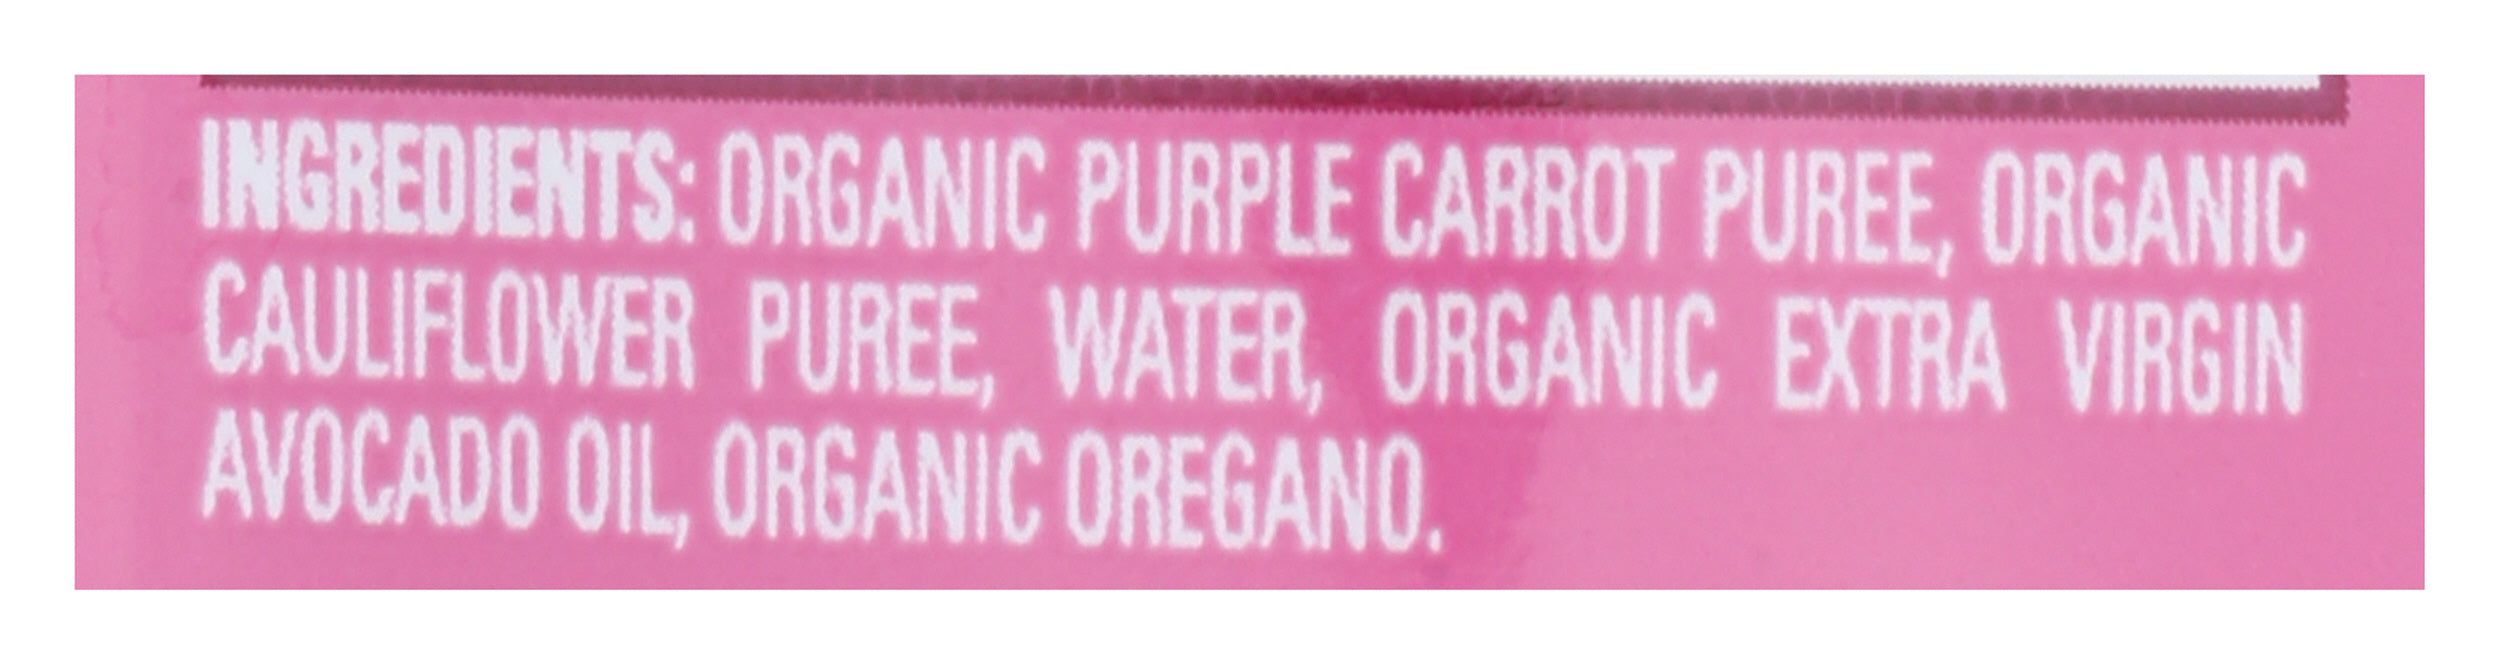 INGREDIENTS: ORGANIC PURPLE CARROT PUREE, ORGANIC
CAULIFLOWER PUREE, WATER, ORGANIC EXTRA VIRGIN
AVOCADO OIL, ORGANIC OREGANO.